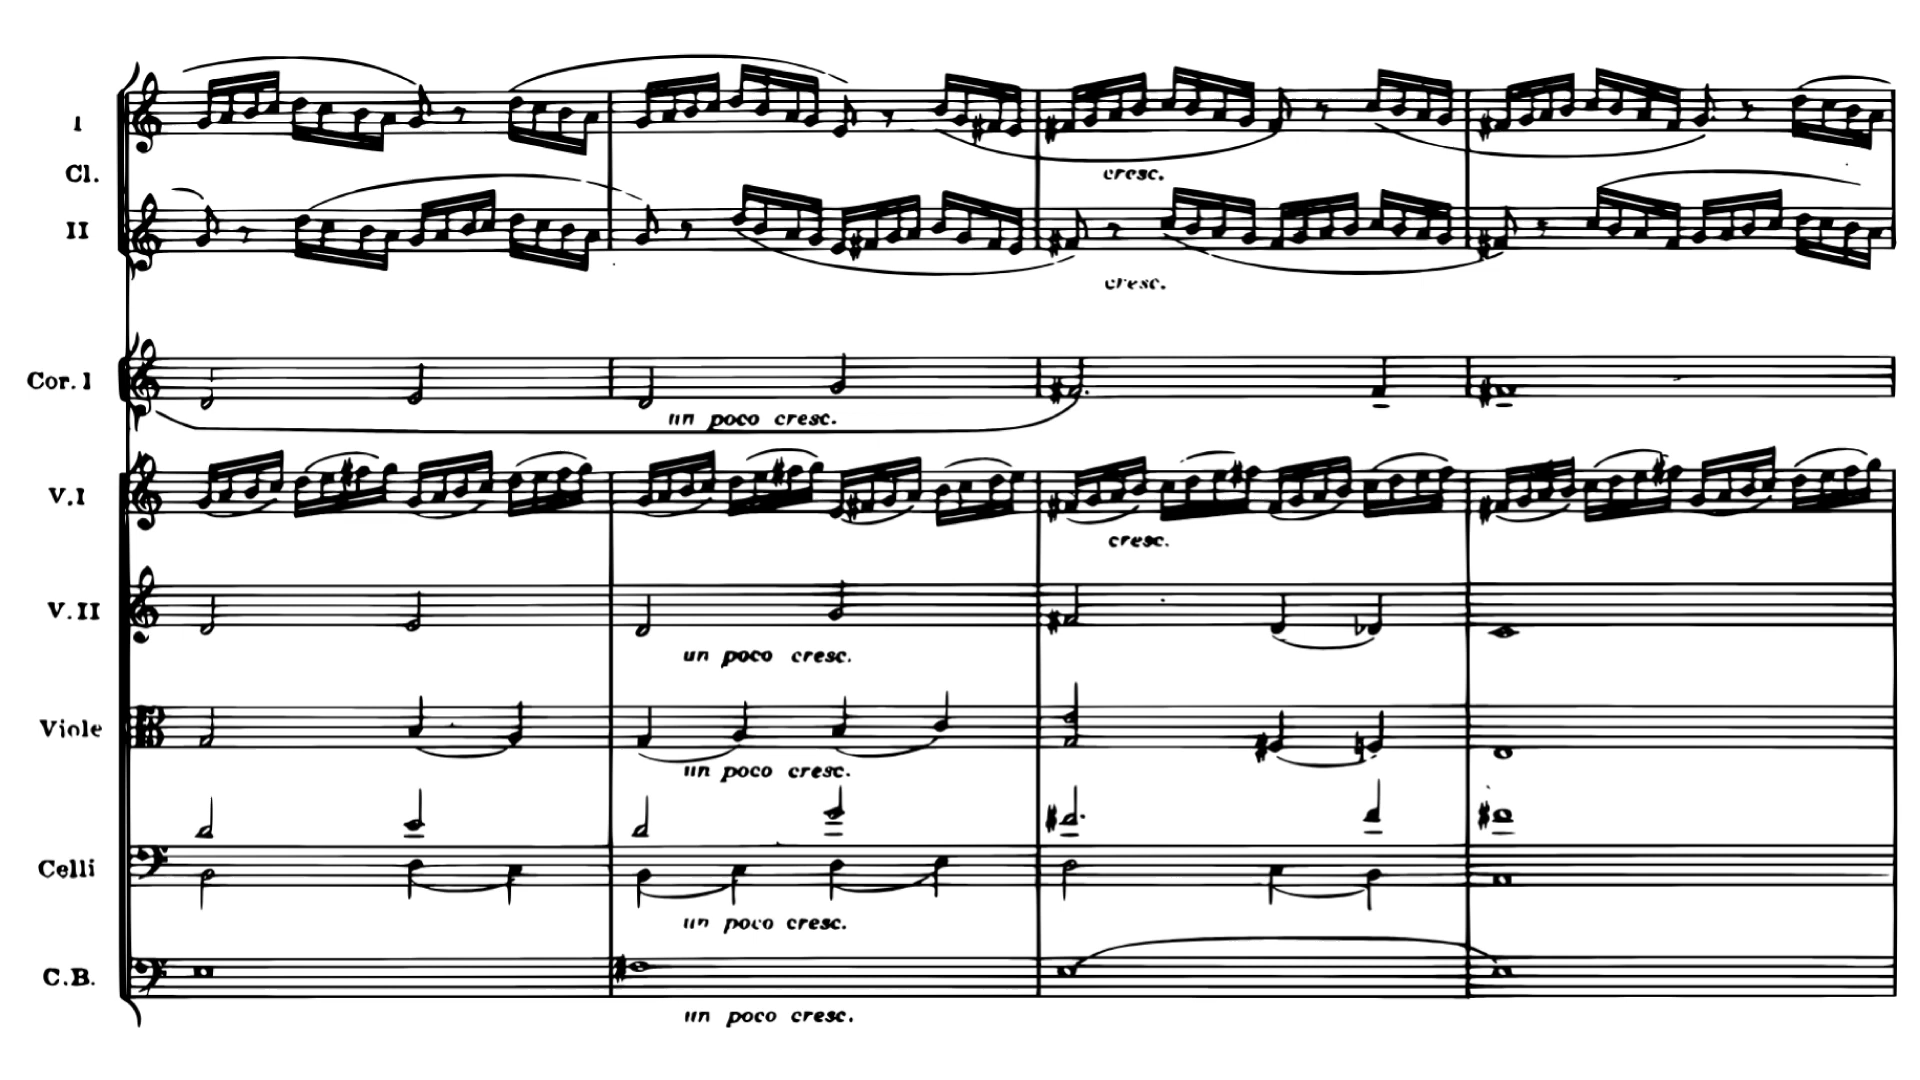 I
Cl.
cresc.
II
cresc.
Cor. I
un poco cresc.
V.I
cresc.
V.II
un poco cresc.
Viole
un poco cresc.
Celli
un poco cresc.
C.B.
un poco cresc.